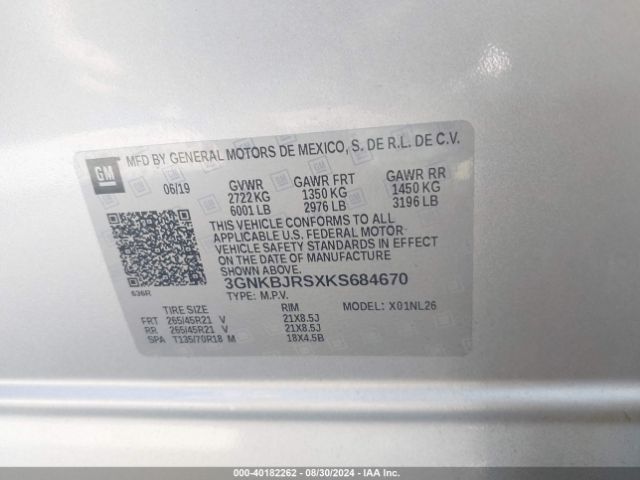 MFD BY GENERAL MOTORS DE MEXICO, S. DE R.L. DE C.V.
GM
06/19 GVWR GAWR FRT GAWR RR
2722 KG 1350 KG 1450 KG
6001 LB 2976 LB 3196 LB
THIS VEHICLE CONFORMS TO ALL
APPLICABLE U.S. FEDERAL MOTOR
VEHICLE SAFETY STANDARDS IN EFFECT
ON THE DATE OF MANUFACTURE
SHOWN ABOVE.
3GNKBJRSXKS684670
636R TYPE: M.P.V.
TIRE SIZE RIM MODEL: X01NL26
FRT 265/45R21 V 21X8.5J
RR 265/45R21 V 21X8.5J
SPA T135/70R18 M 18X4.5B
000-40182262 - 08/30/2024 - COPYRIGHT IAA, Inc.